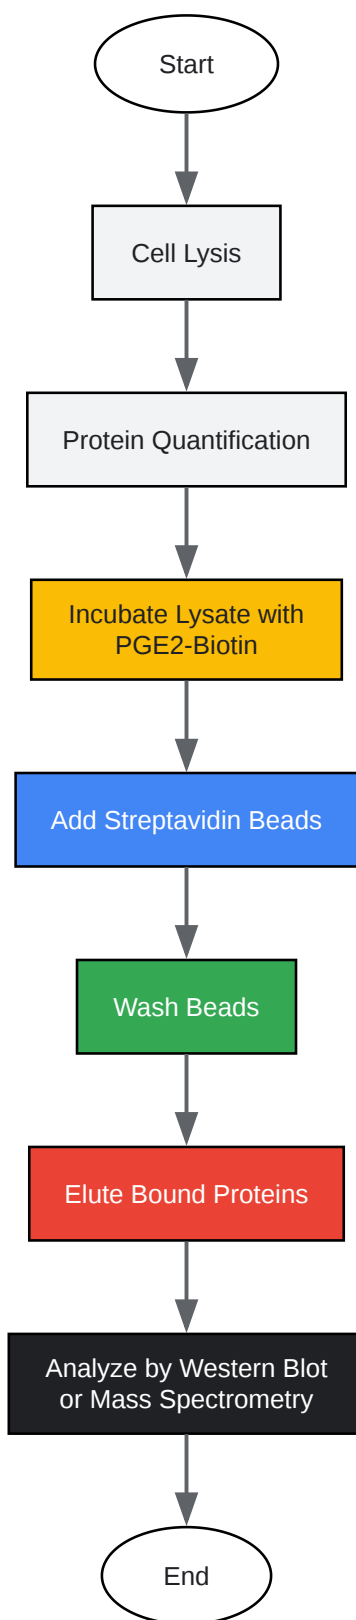 Start
Cell Lysis
Protein Quantification
Incubate Lysate with
PGE2-Biotin
Add Streptavidin Beads
Wash Beads
Elute Bound Proteins
Analyze by Western Blot
or Mass Spectrometry
End